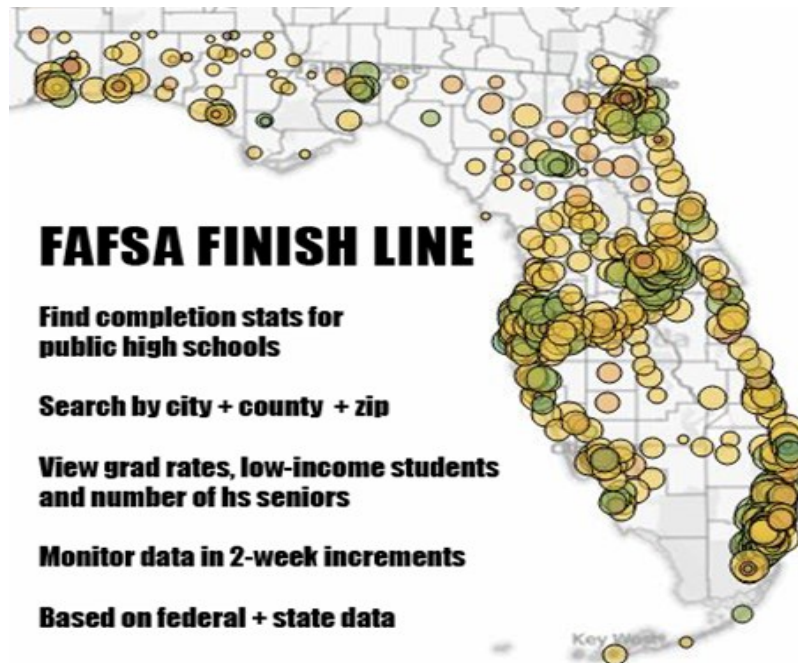 FAFSA FINISH LINE
Find completion stats for
public high schools
Search by city + county + zip
View grad rates, low-income students
and number of hs seniors
Monitor data in 2-week increments
Based on federal + state data
Key West